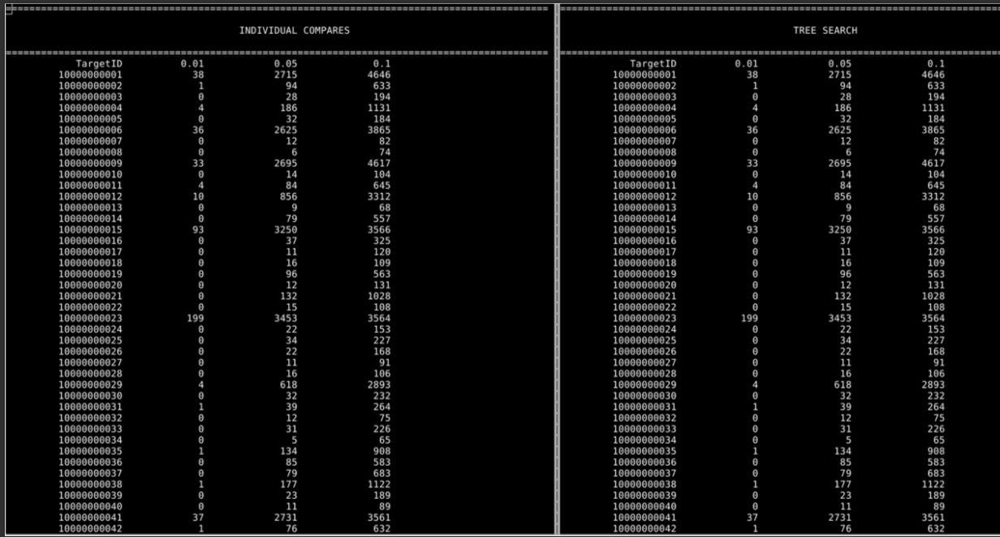 INDIVIDUAL COMPARES
TargetID 0.01 0.05 0.1
10000000001 38 2715 4646
10000000002 1 94 633
10000000003 0 28 194
10000000004 4 186 1131
10000000005 0 32 184
10000000006 36 2625 3865
10000000007 0 12 82
10000000008 0 6 74
10000000009 33 2695 4617
10000000010 0 14 104
10000000011 4 84 645
10000000012 10 856 3312
10000000013 0 9 68
10000000014 0 79 557
10000000015 93 3250 3566
10000000016 0 37 325
10000000017 0 11 120
10000000018 0 16 109
10000000019 0 96 563
10000000020 0 12 131
10000000021 0 132 1028
10000000022 0 15 108
10000000023 199 3453 3564
10000000024 0 22 153
10000000025 0 34 227
10000000026 0 22 168
10000000027 0 11 91
10000000028 0 16 106
10000000029 4 618 2893
10000000030 0 32 232
10000000031 1 39 264
10000000032 0 12 75
10000000033 0 31 226
10000000034 0 5 65
10000000035 1 134 908
10000000036 0 85 583
10000000037 0 79 683
10000000038 1 177 1122
10000000039 0 23 189
10000000040 0 11 89
10000000041 37 2731 3561
10000000042 1 76 632
TREE SEARCH
TargetID 0.01 0.05 0.1
10000000001 38 2715 4646
10000000002 1 94 633
10000000003 0 28 194
10000000004 4 186 1131
10000000005 0 32 184
10000000006 36 2625 3865
10000000007 0 12 82
10000000008 0 6 74
10000000009 33 2695 4617
10000000010 0 14 104
10000000011 4 84 645
10000000012 10 856 3312
10000000013 0 9 68
10000000014 0 79 557
10000000015 93 3250 3566
10000000016 0 37 325
10000000017 0 11 120
10000000018 0 16 109
10000000019 0 96 563
10000000020 0 12 131
10000000021 0 132 1028
10000000022 0 15 108
10000000023 199 3453 3564
10000000024 0 22 153
10000000025 0 34 227
10000000026 0 22 168
10000000027 0 11 91
10000000028 0 16 106
10000000029 4 618 2893
10000000030 0 32 232
10000000031 1 39 264
10000000032 0 12 75
10000000033 0 31 226
10000000034 0 5 65
10000000035 1 134 908
10000000036 0 85 583
10000000037 0 79 683
10000000038 1 177 1122
10000000039 0 23 189
10000000040 0 11 89
10000000041 37 2731 3561
10000000042 1 76 632